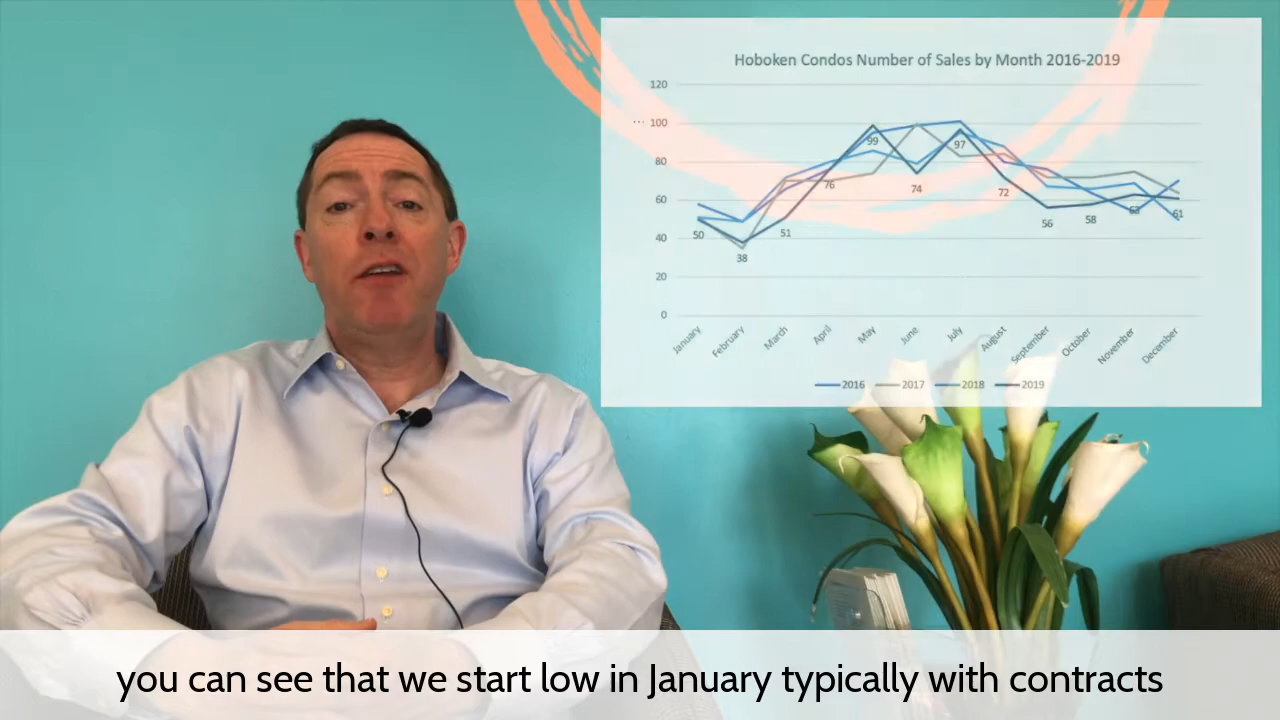 Hoboken Condos Number of Sales by Month 2016-2019
120
100
80
60
40
20
0
50
38
51
76
99
74
97
72
56
58
63
61
January
February
March
April
May
June
July
August
September
October
November
December
2016
2017
2018
2019
you can see that we start low in January typically with contracts